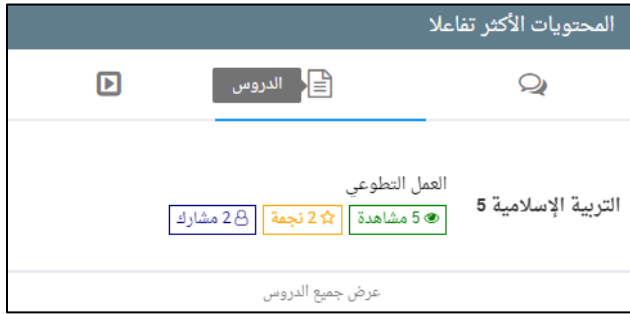 المحتويات الأكثر تفاعلا
الدروس
العمل التطوعي
التربية الإسلامية 5
5 مشاهدة 2 نجمة 2 مشارك
عرض جميع الدروس